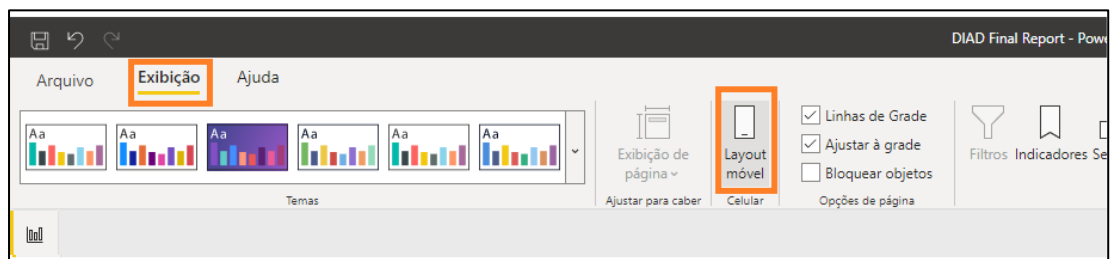 DIAD Final Report - Powe
Arquivo Exibição Ajuda
Aa Aa Aa Aa Aa Aa
Temas
Exibição de página
Ajustar para caber
Layout móvel
Celular
Linhas de Grade
Ajustar à grade
Bloquear objetos
Opções de página
Filtros Indicadores Se